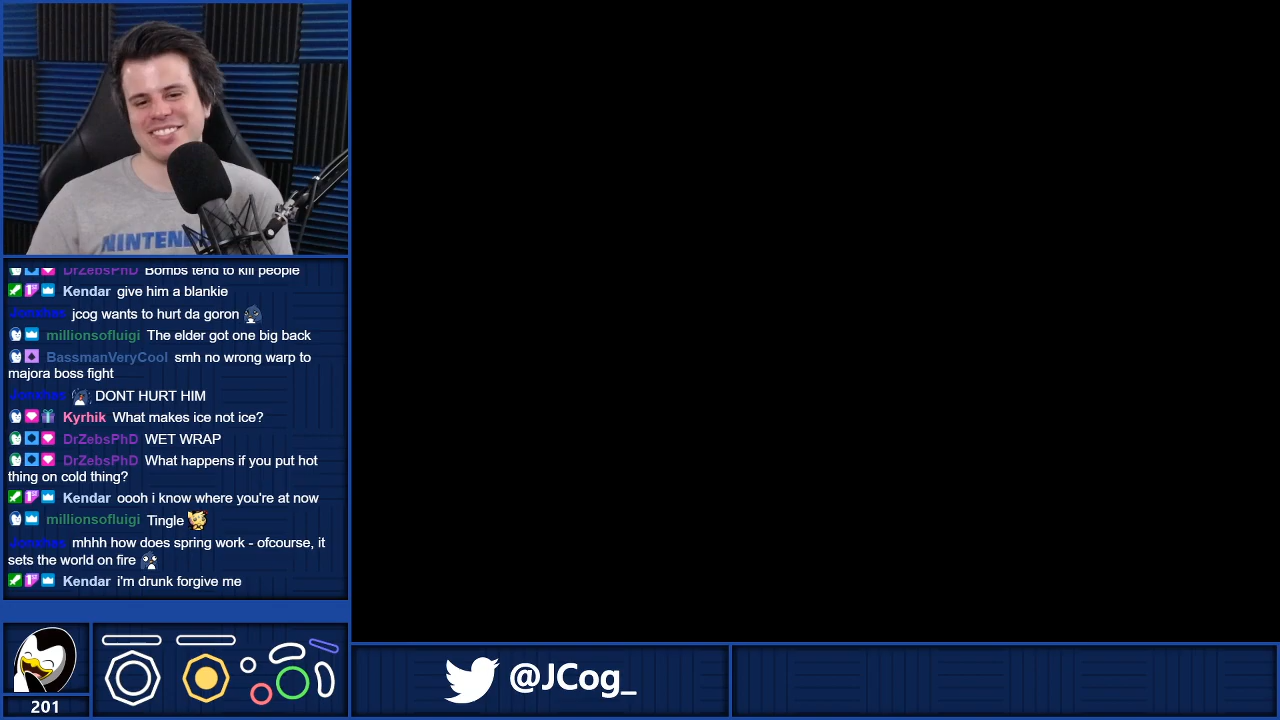 NINTEN
DrZebsPhD Bombs tend to kill people
Kendar give him a blankie
Jonzhas jcog wants to hurt da goron
millionsofluigi The elder got one big back
BassmanVeryCool smh no wrong warp to
majora boss fight
DONT HURT HIM
Kyrhik What makes ice not ice?
DrZebsPhD WET WRAP
DrZebsPhD What happens if you put hot
thing on cold thing?
Kendar oooh i know where you're at now
millionsofluigi Tingle
mhhh how does spring work - ofcourse, it
sets the world on fire
Kendar i'm drunk forgive me
201
@JCog_